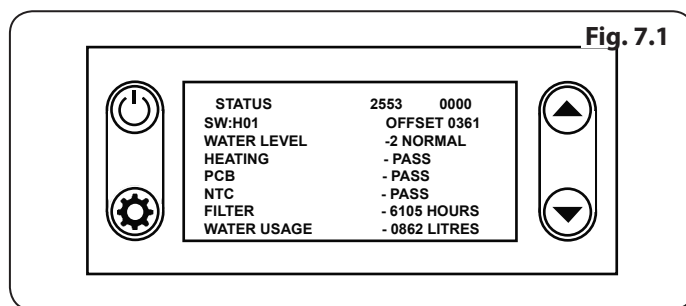 Fig. 7.1
STATUS 2553 0000
SW:H01 OFFSET 0361
WATER LEVEL -2 NORMAL
HEATING - PASS
PCB - PASS
NTC - PASS
FILTER - 6105 HOURS
WATER USAGE - 0862 LITRES